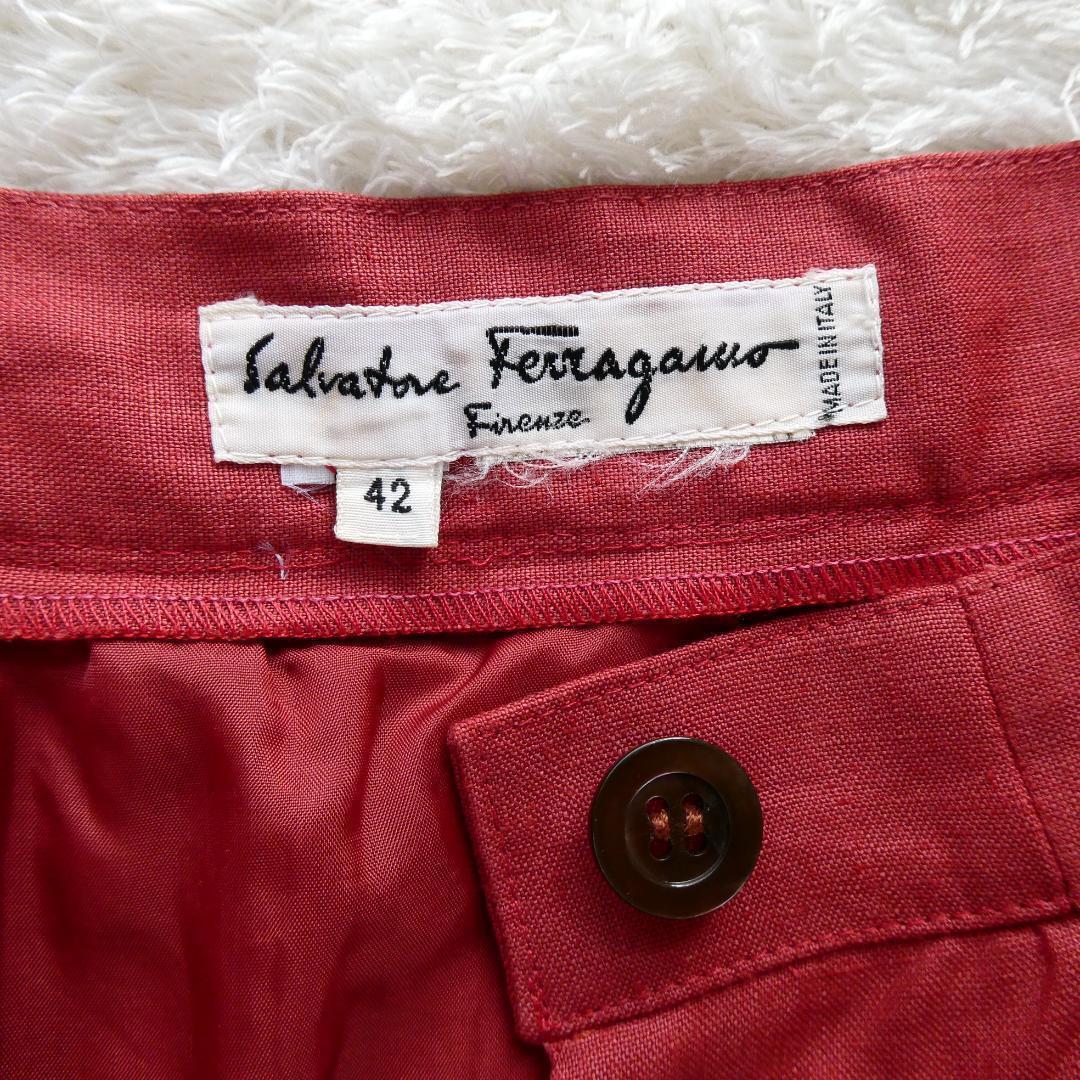 Salvatore Ferragamo
Firenze
MADE IN ITALY
42